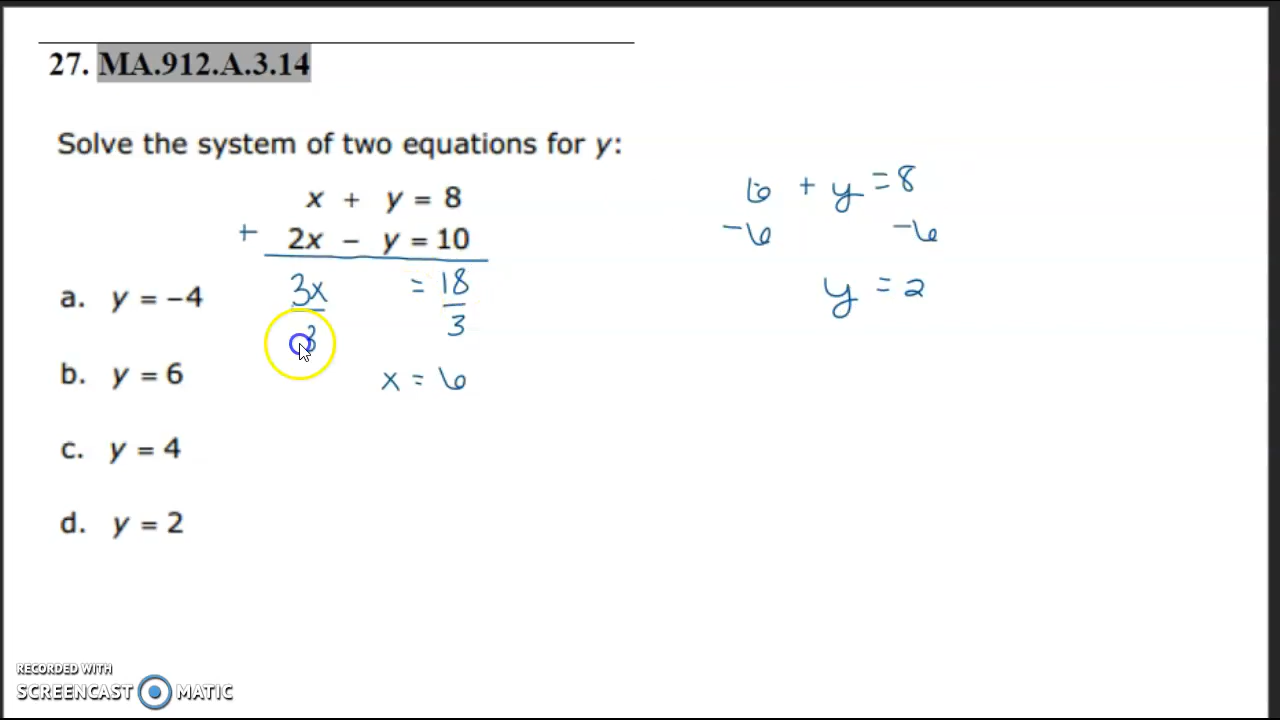 27. MA.912.A.3.14
Solve the system of two equations for y:
x + y = 8
+ 2x - y = 10
3x = 18
3 3
x = 6
6 + y = 8
-6 -6
y = 2
a. y = -4
b. y = 6
c. y = 4
d. y = 2
RECORDED WITH
SCREENCAST MATIC